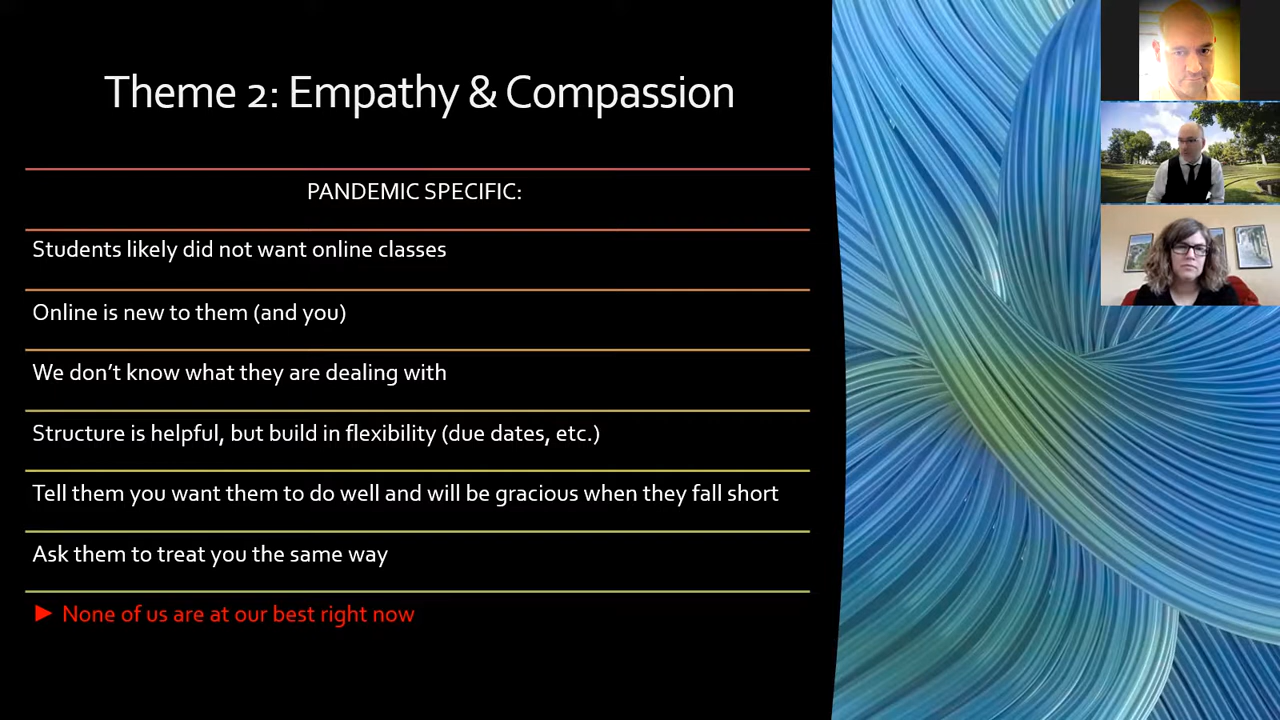 Theme 2: Empathy & Compassion
PANDEMIC SPECIFIC:
Students likely did not want online classes
Online is new to them (and you)
We don’t know what they are dealing with
Structure is helpful, but build in flexibility (due dates, etc.)
Tell them you want them to do well and will be gracious when they fall short
Ask them to treat you the same way
► None of us are at our best right now